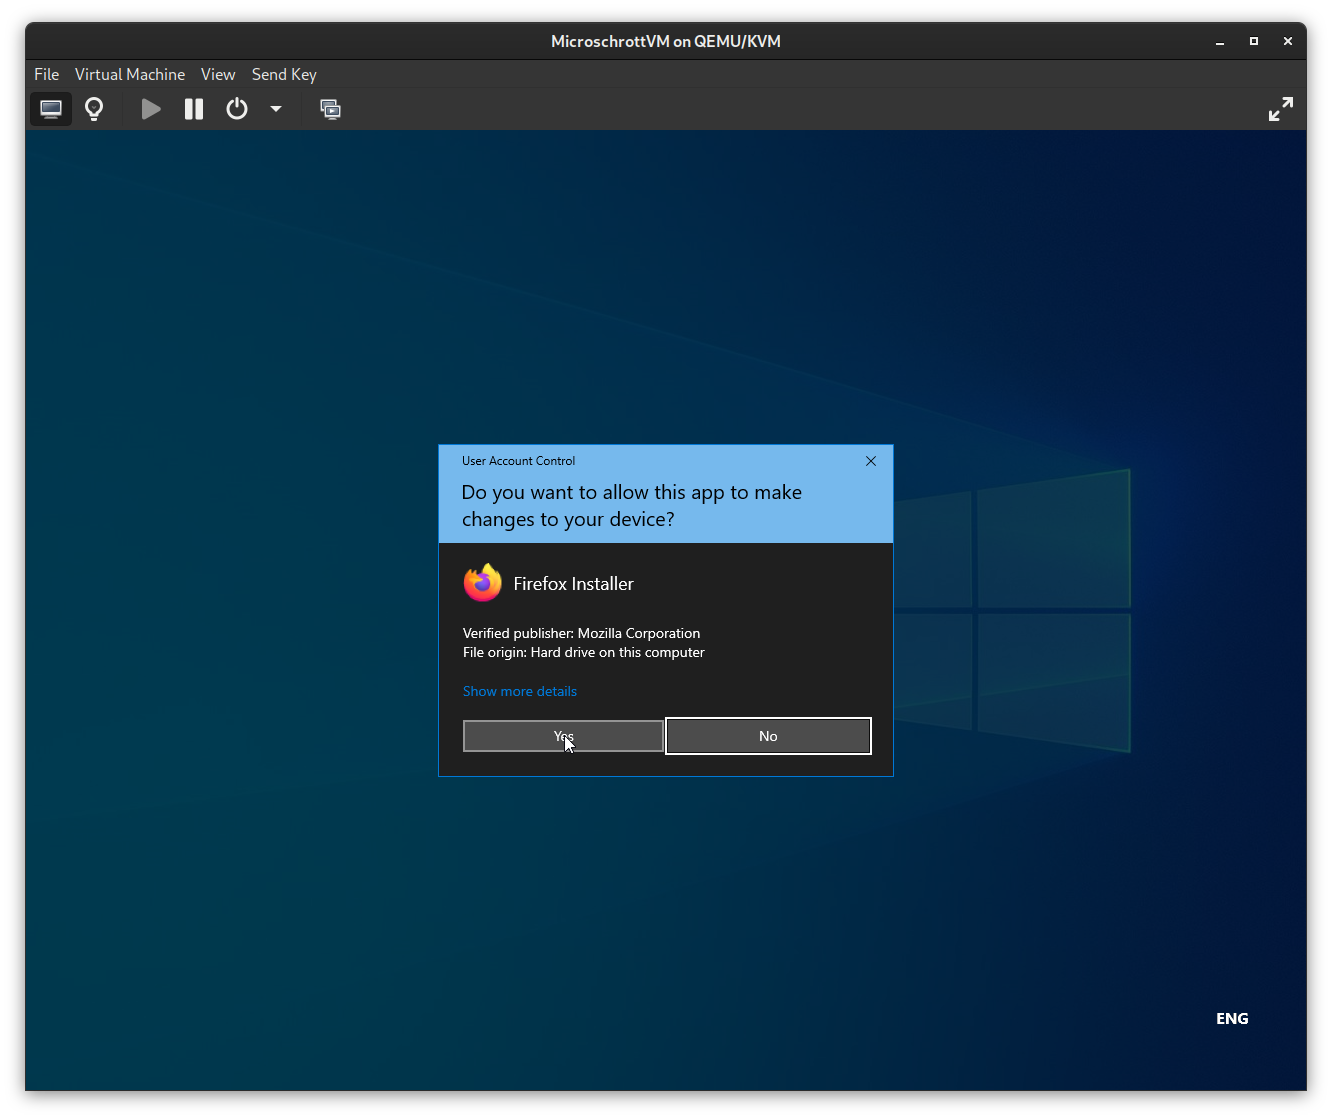 MicroschrottVM on QEMU/KVM
File Virtual Machine View Send Key
User Account Control
Do you want to allow this app to make
changes to your device?
Firefox Installer
Verified publisher: Mozilla Corporation
File origin: Hard drive on this computer
Show more details
Yes No
ENG